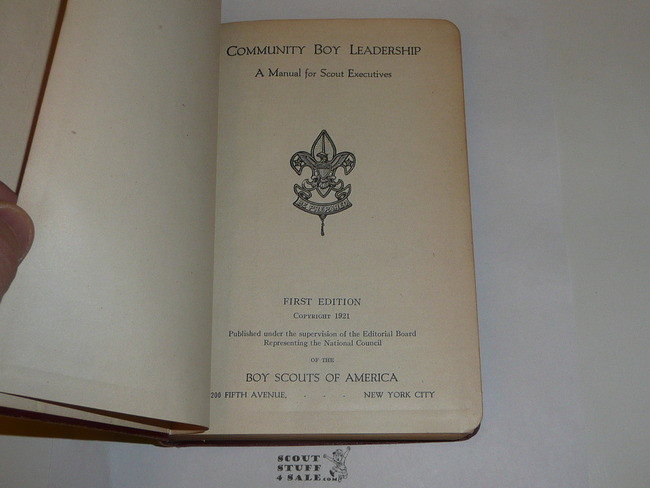 COMMUNITY BOY LEADERSHIP
A Manual for Scout Executives
BE PREPARED
FIRST EDITION
COPYRIGHT 1921
Published under the supervision of the Editorial Board
Representing the National Council
OF THE
BOY SCOUTS OF AMERICA
200 FIFTH AVENUE, - - - NEW YORK CITY
SCOUT
STUFF
4 SALE.com